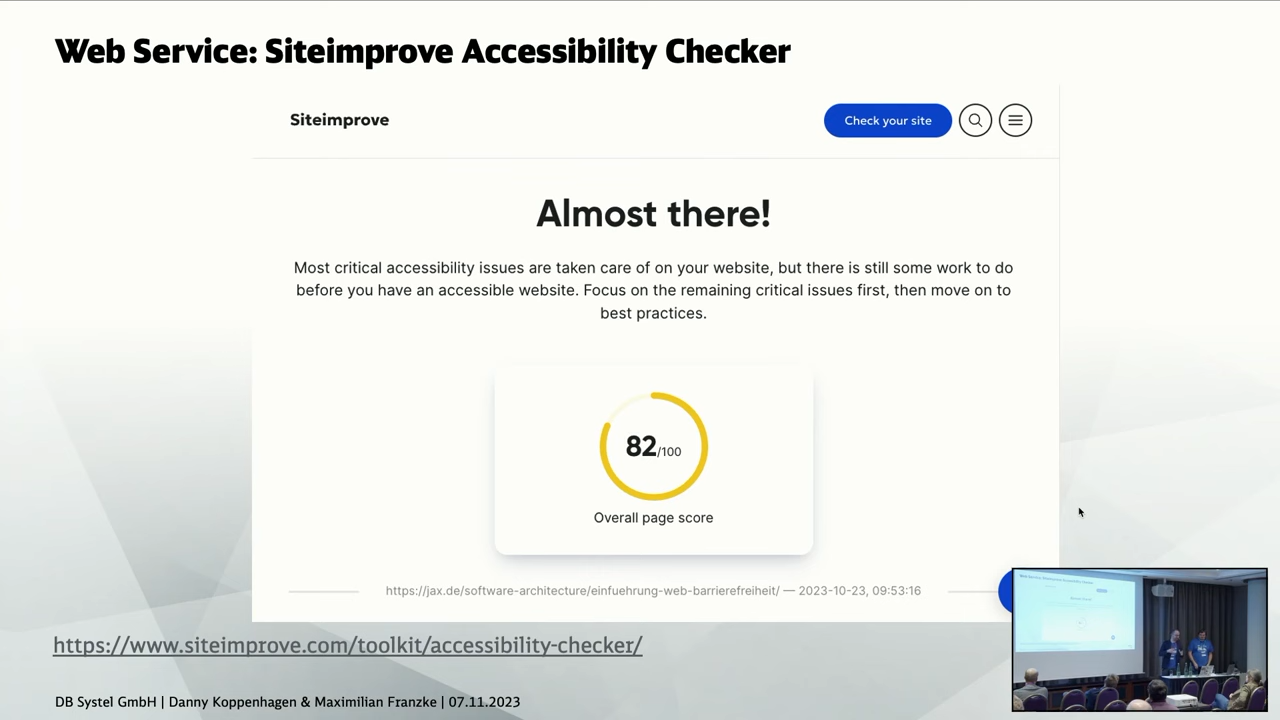 Web Service: Siteimprove Accessibility Checker
Siteimprove
Check your site
Almost there!
Most critical accessibility issues are taken care of on your website, but there is still some work to do
before you have an accessible website. Focus on the remaining critical issues first, then move on to
best practices.
82/100
Overall page score
https://jax.de/software-architecture/einfuehrung-web-barrierefreiheit/ — 2023-10-23, 09:53:16
https://www.siteimprove.com/toolkit/accessibility-checker/
DB Systel GmbH | Danny Koppenhagen & Maximilian Franzke | 07.11.2023